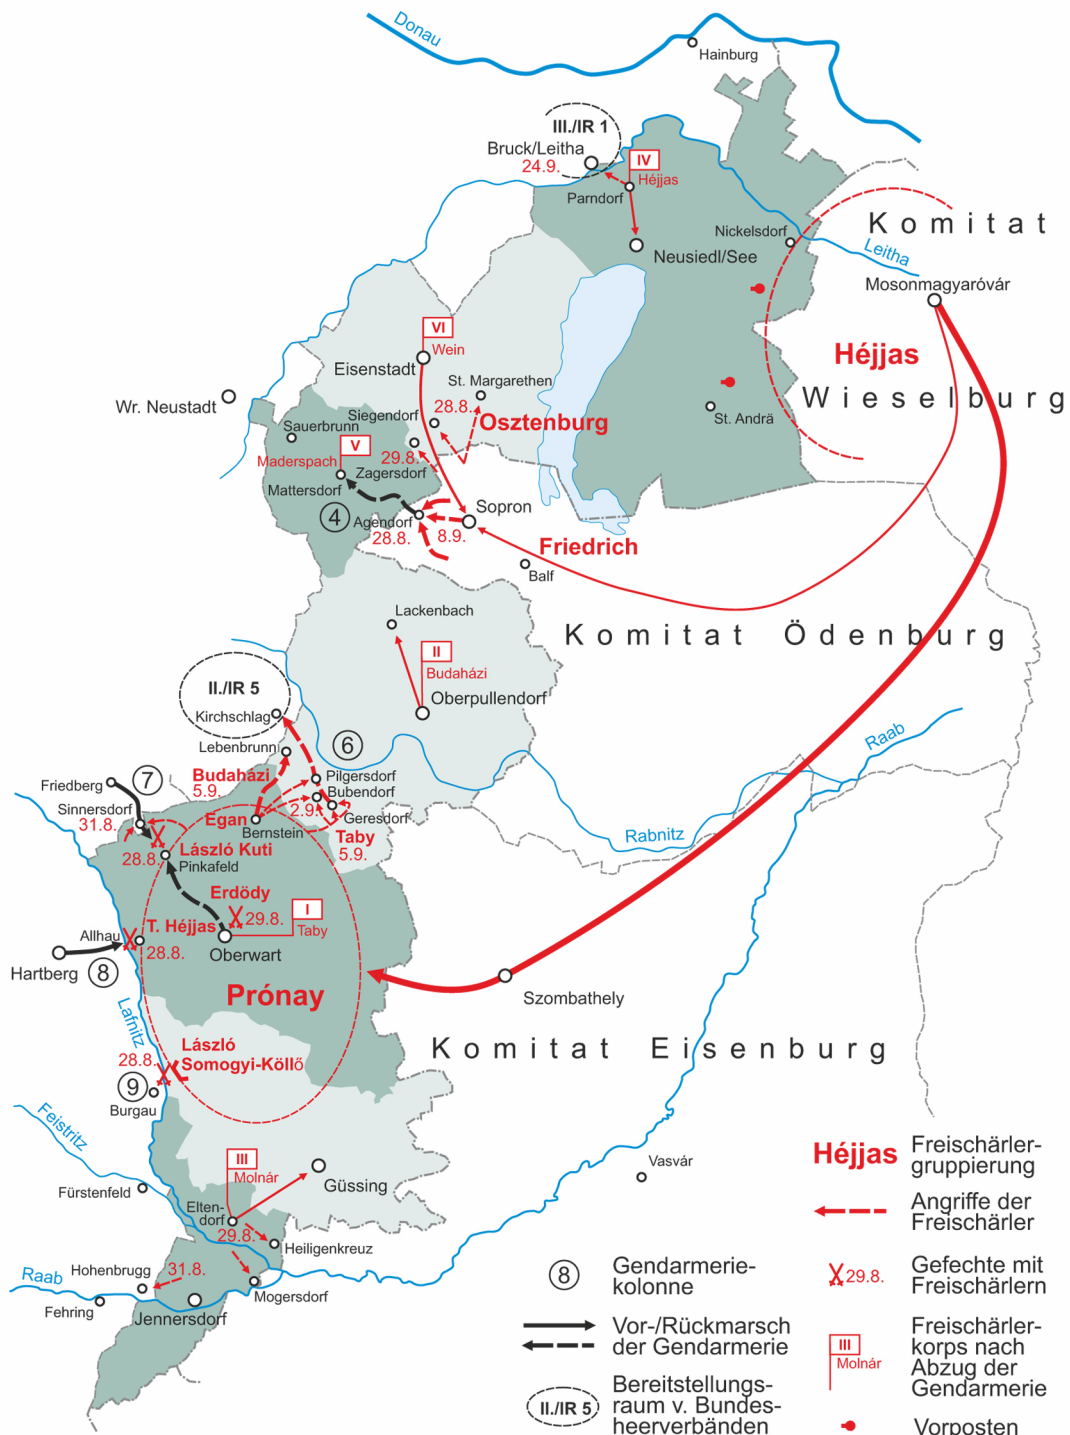 Donau
Hainburg
III./IR 1
Bruck/Leitha
24.9.
IV
Héjjas
Parndorf
Komitat
Nickelsdorf
Leitha
Neusiedl/See
Mosonmagyaróvár
VI
Wein
Héjjas
Eisenstadt
St. Margarethen
Wieselburg
Wr. Neustadt
28.8.
Siegendorf
St. Andrä
Osztenburg
Sauerbrunn
V
Maderspach
29.8.
Zagersdorf
Mattersdorf
Sopron
4
Agendorf
28.8.
8.9.
Friedrich
Balf
Lackenbach
Komitat Ödenburg
II
Budaházi
II./IR 5
Oberpullendorf
Kirchschlag
Raab
Lebenbrunn
6
Budaházi
5.9.
Pilgersdorf
7
Friedberg
Bubendorf
Sinnersdorf
2.9.
Geresdorf
31.8.
Egan
Bernstein
Rabnitz
Taby
5.9.
László Kuti
28.8.
Pinkafeld
Erdödy
29.8.
I
Taby
T. Héjjas
Allhau
28.8.
Oberwart
Hartberg
8
Prónay
Szombathely
Lafnitz
László
Somogyi-Köllő
Komitat Eisenburg
28.8.
9
Burgau
Feistritz
III
Molnár
Vasvár
Güssing
Fürstenfeld
Elten-
dorf
29.8.
Heiligenkreuz
Hohenbrugg
31.8.
Raab
Mogersdorf
Fehring
Jennersdorf
Héjjas
Freischärler-
gruppierung
Angriffe der
Freischärler
8
Gendarmerie-
kolonne
29.8.
Gefechte mit
Freischärlern
Vor-/Rückmarsch
der Gendarmerie
III
Molnár
Freischärler-
korps nach
Abzug der
Gendarmerie
II./IR 5
Bereitstellungs-
raum v. Bundes-
heerverbänden
Vorposten